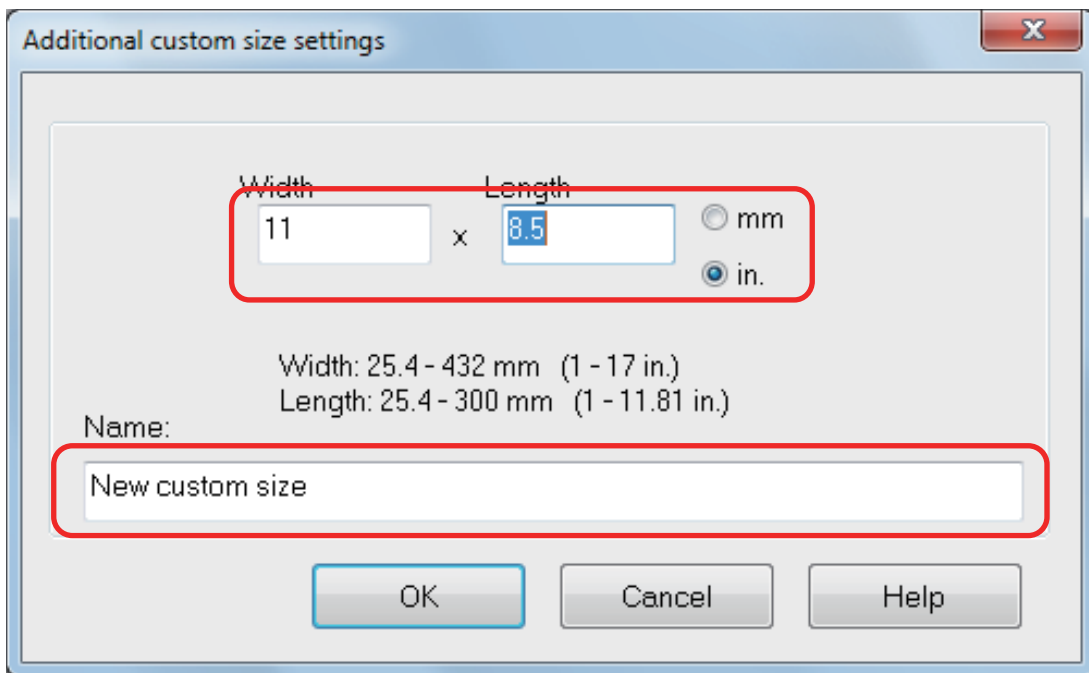 Additional custom size settings
Width Length
11 x 8.5 mm
in.
Width: 25.4 - 432 mm (1 - 17 in.)
Length: 25.4 - 300 mm (1 - 11.81 in.)
Name:
New custom size
OK Cancel Help